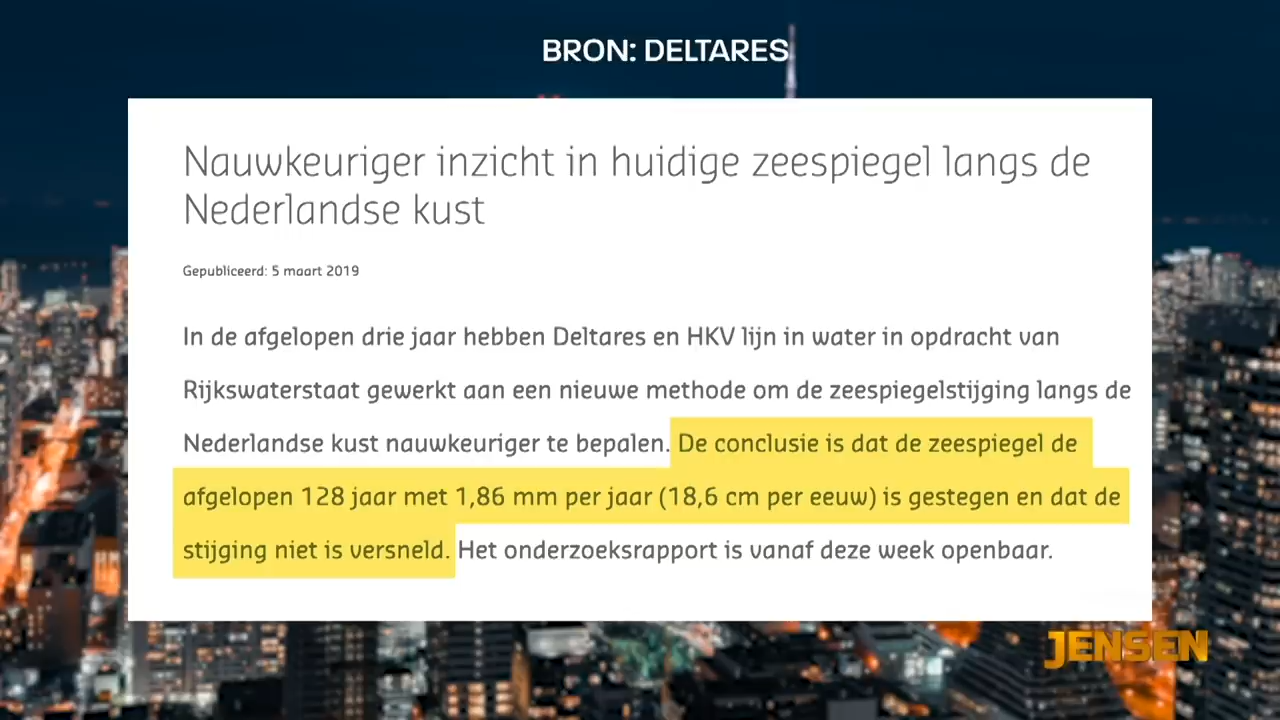 BRON: DELTARES
Nauwkeuriger inzicht in huidige zeespiegel langs de
Nederlandse kust
Gepubliceerd: 5 maart 2019
In de afgelopen drie jaar hebben Deltares en HKV lijn in water in opdracht van
Rijkswaterstaat gewerkt aan een nieuwe methode om de zeespiegelstijging langs de
Nederlandse kust nauwkeuriger te bepalen. De conclusie is dat de zeespiegel de
afgelopen 128 jaar met 1,86 mm per jaar (18,6 cm per eeuw) is gestegen en dat de
stijging niet is versneld. Het onderzoeksrapport is vanaf deze week openbaar.
JENSEN